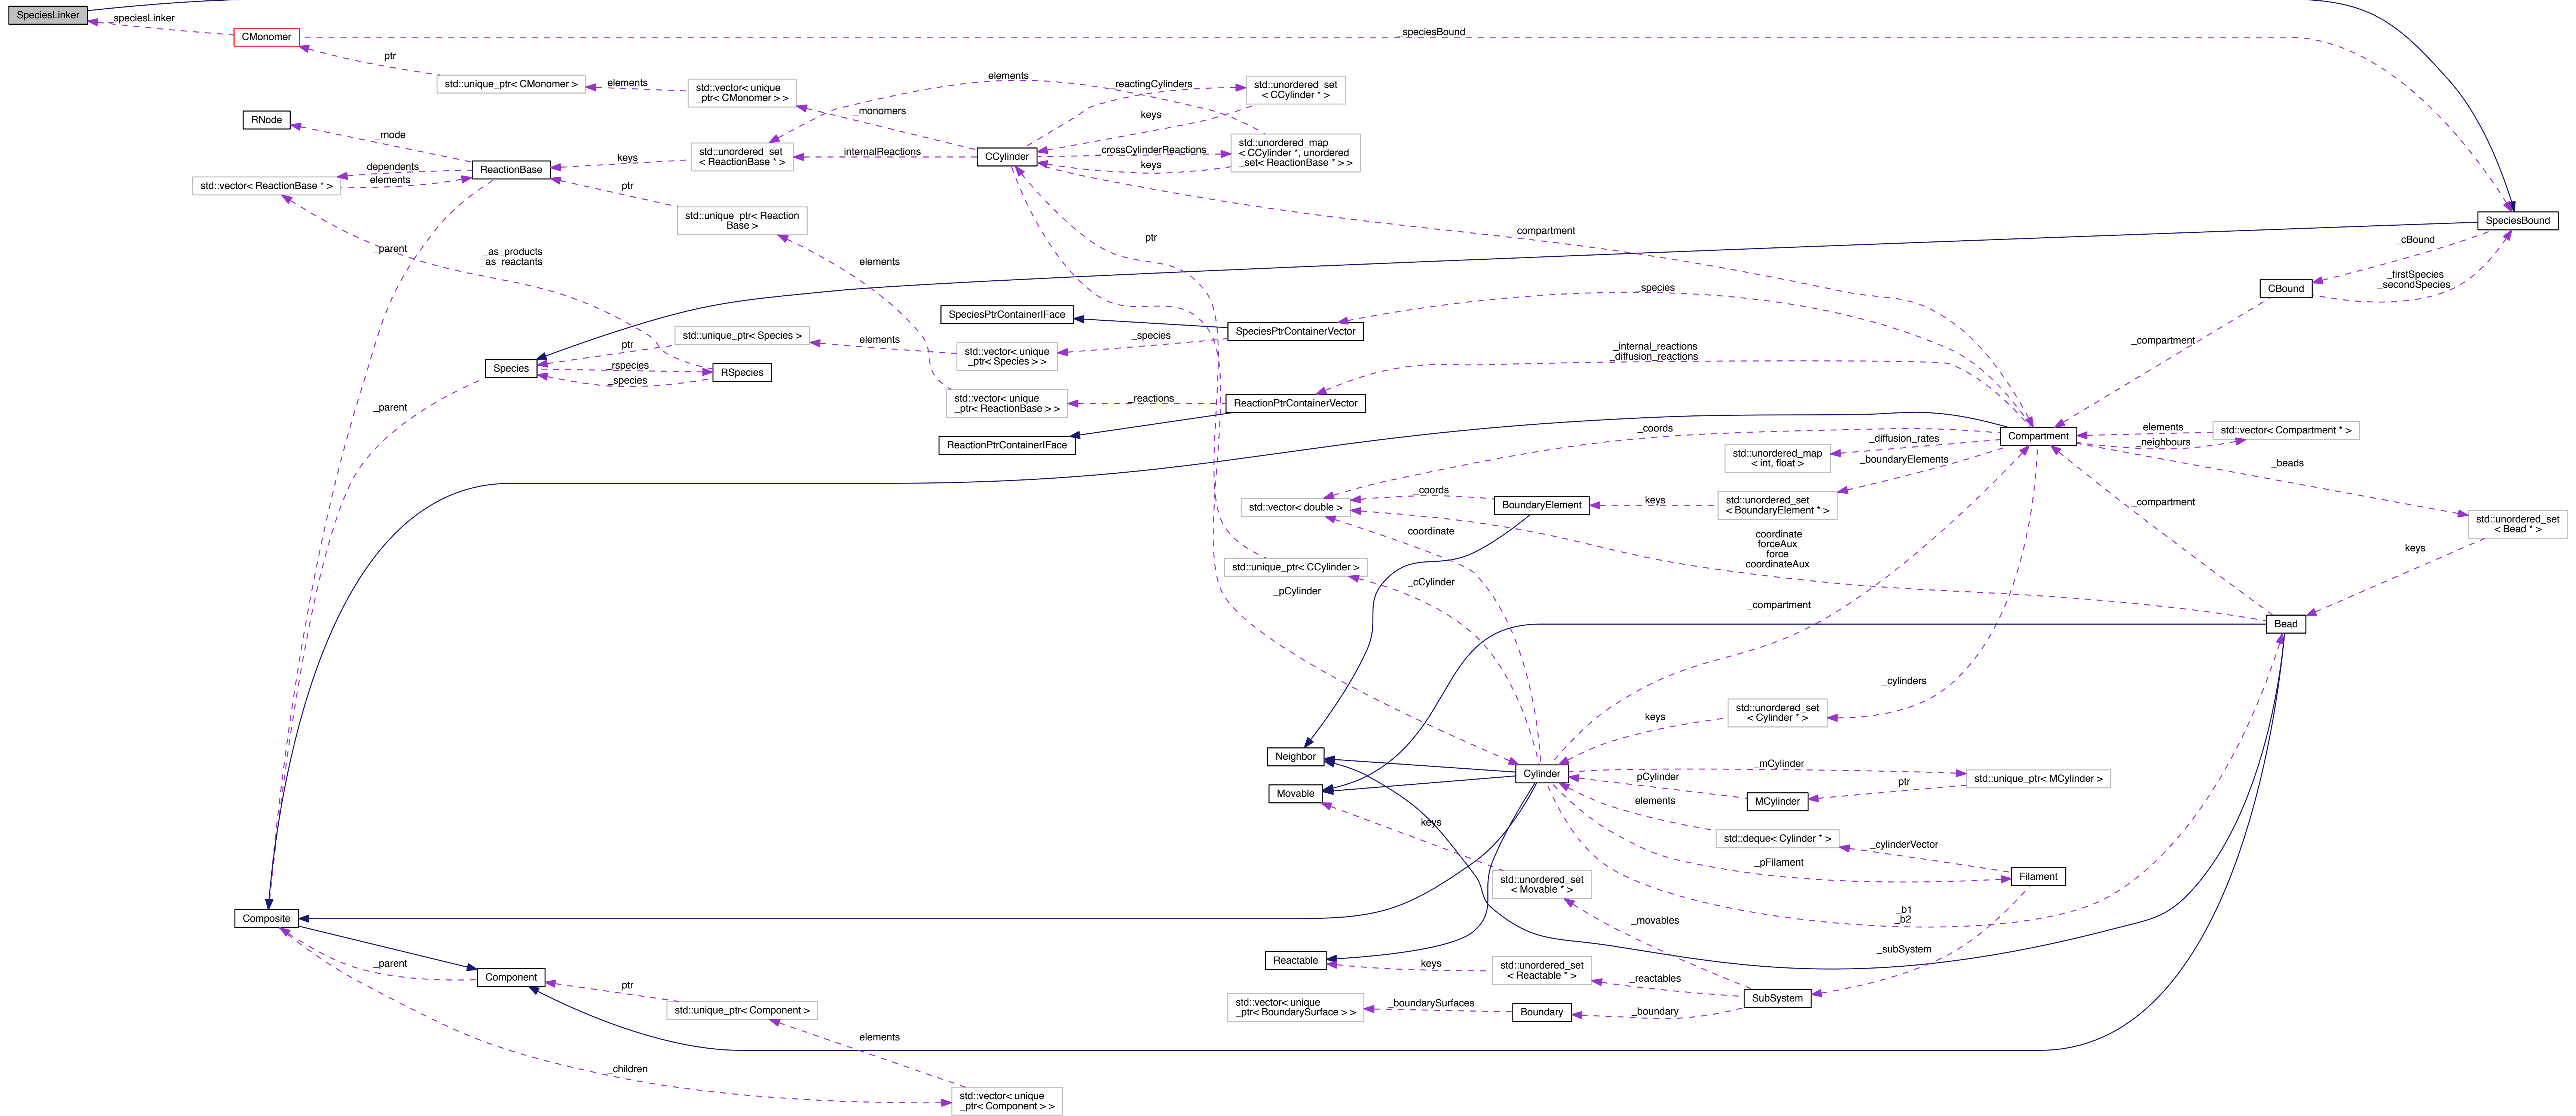 SpeciesLinker
_speciesLinker
CMonomer
_speciesBound
ptr
std::unique_ptr< CMonomer >
elements
std::vector< unique
_ptr< CMonomer > >
elements
_reactingCylinders
std::unordered_set
< CCylinder * >
RNode
_rnode
_monomers
keys
_dependents
elements
std::vector< ReactionBase * >
ReactionBase
keys
std::unordered_set
< ReactionBase * >
_internalReactions
CCylinder
_crossCylinderReactions
keys
std::unordered_map
< CCylinder *, unordered
_set< ReactionBase * > >
ptr
std::unique_ptr< Reaction
Base >
SpeciesBound
_parent
_as_products
_as_reactants
elements
ptr
_compartment
_cBound
_firstSpecies
_secondSpecies
CBound
_species
SpeciesPtrContainerIFace
SpeciesPtrContainerVector
_species
std::unique_ptr< Species >
elements
std::vector< unique
_ptr< Species > >
ptr
Species
_rspecies
_species
RSpecies
_internal_reactions
_diffusion_reactions
_compartment
_parent
std::vector< unique
_ptr< ReactionBase > >
_reactions
ReactionPtrContainerVector
ReactionPtrContainerIFace
_coords
_diffusion_rates
std::unordered_map
< int, float >
_boundaryElements
Compartment
elements
_neighbours
std::vector< Compartment * >
_beads
std::vector< double >
_coords
BoundaryElement
keys
std::unordered_set
< BoundaryElement * >
_compartment
std::unordered_set
< Bead * >
coordinate
coordinate
forceAux
force
coordinateAux
keys
std::unique_ptr< CCylinder >
_cCylinder
_pCylinder
_compartment
Bead
_cylinders
std::unordered_set
< Cylinder * >
keys
Neighbor
Movable
Cylinder
_mCylinder
std::unique_ptr< MCylinder >
_pCylinder
MCylinder
ptr
elements
keys
std::deque< Cylinder * >
_cylinderVector
_pFilament
Filament
std::unordered_set
< Movable * >
_b1
_b2
Composite
_movables
_subSystem
Reactable
keys
std::unordered_set
< Reactable * >
_reactables
_parent
Component
ptr
std::unique_ptr< Component >
SubSystem
std::vector< unique
_ptr< BoundarySurface > >
_boundarySurfaces
Boundary
_boundary
elements
_children
std::vector< unique
_ptr< Component > >